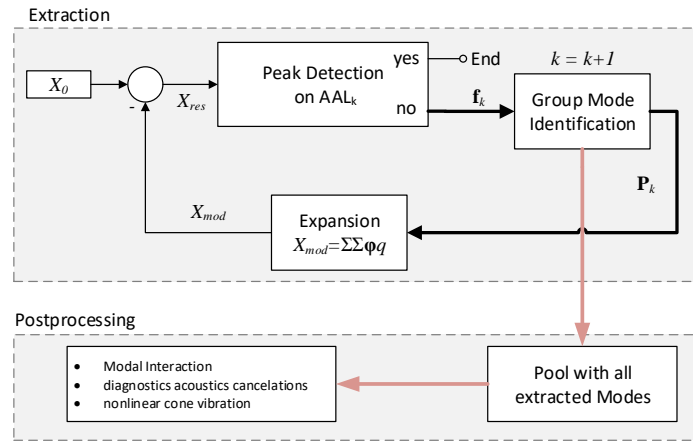 Extraction
X0
-
Xres
Peak Detection
on AALk
yes
no
End
fk
k = k+1
Group Mode
Identification
Pk
Xmod
Expansion
Xmod=ΣΣφq
Postprocessing
• Modal Interaction
• diagnostics acoustics cancelations
• nonlinear cone vibration
Pool with all
extracted Modes